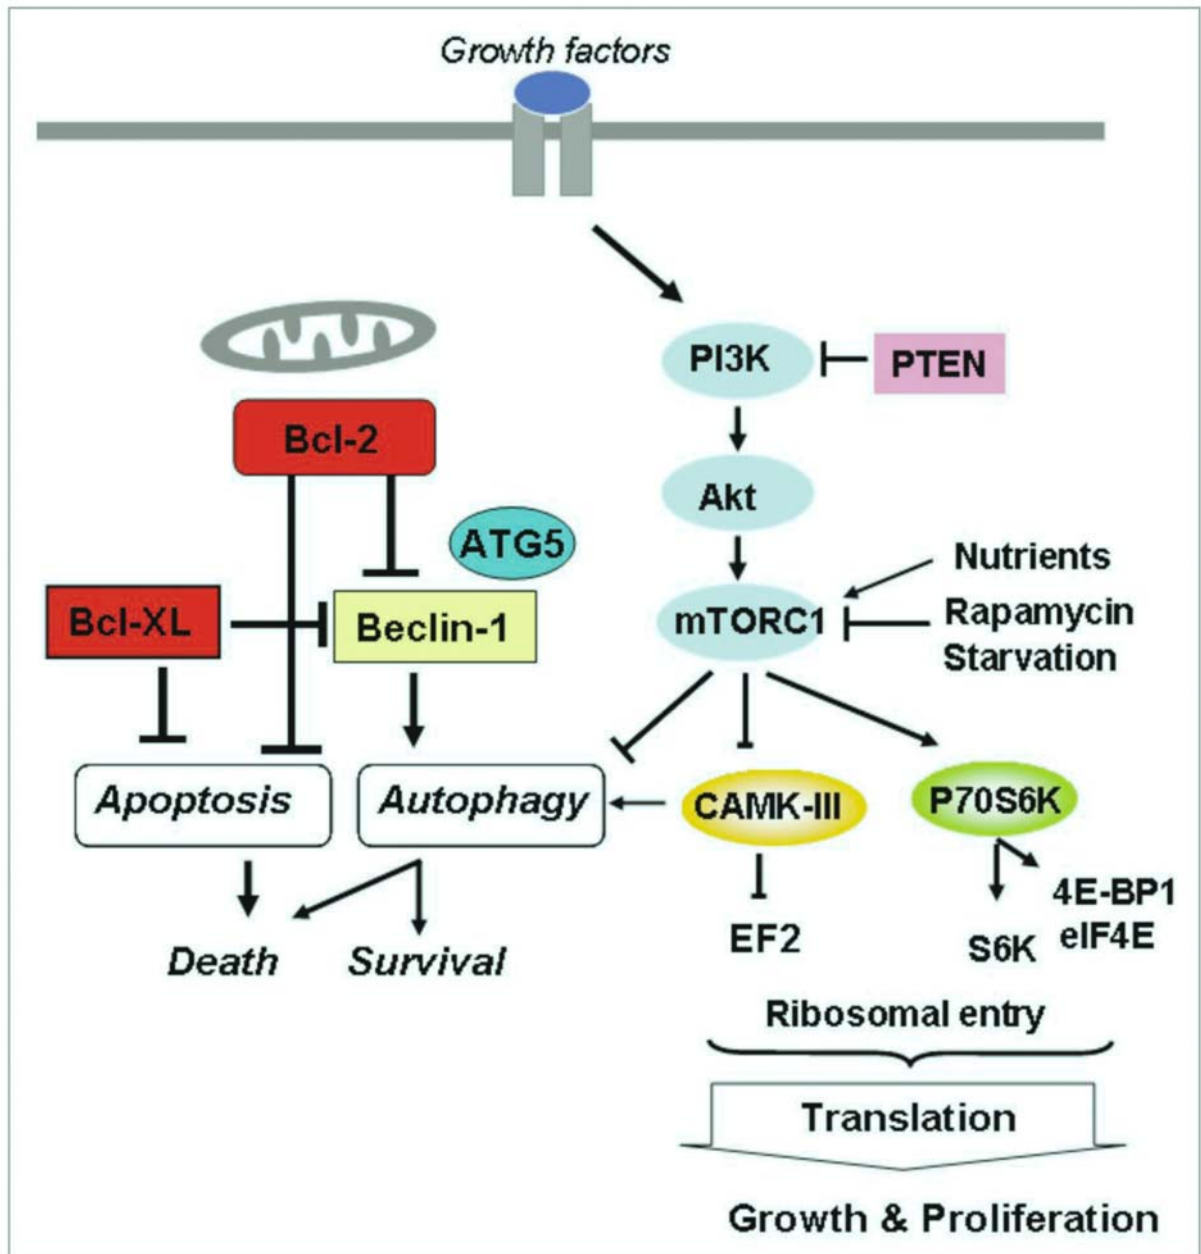 Growth factors
PI3K
PTEN
Bcl-2
Akt
ATG5
Nutrients
Bcl-XL
Beclin-1
mTORC1
Rapamycin
Starvation
Apoptosis
Autophagy
CAMK-III
P70S6K
4E-BP1
eIF4E
EF2
S6K
Death
Survival
Ribosomal entry
Translation
Growth & Proliferation